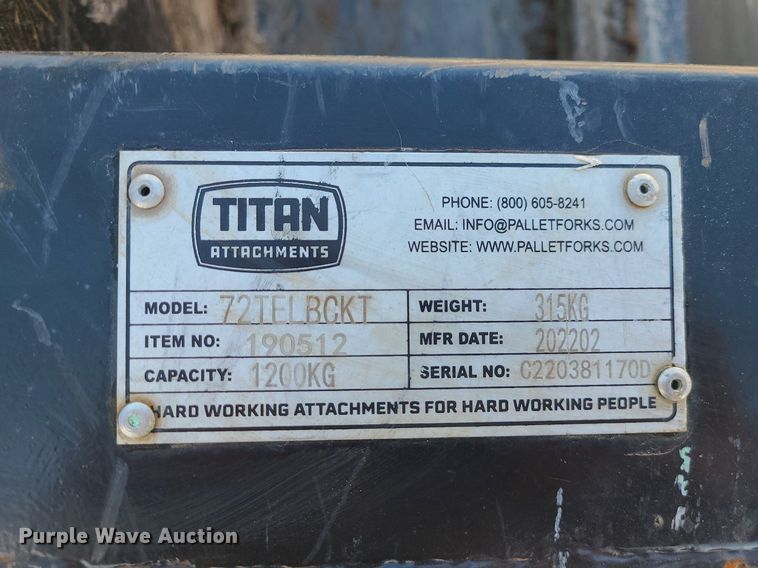 TITAN
ATTACHMENTS
PHONE: (800) 605-8241
EMAIL: INFO@PALLETFORKS.COM
WEBSITE: WWW.PALLETFORKS.COM
MODEL: 72TELBCKT
WEIGHT: 315KG
ITEM NO: 190512
MFR DATE: 202202
CAPACITY: 1200KG
SERIAL NO: C220381170D
HARD WORKING ATTACHMENTS FOR HARD WORKING PEOPLE
Purple Wave Auction